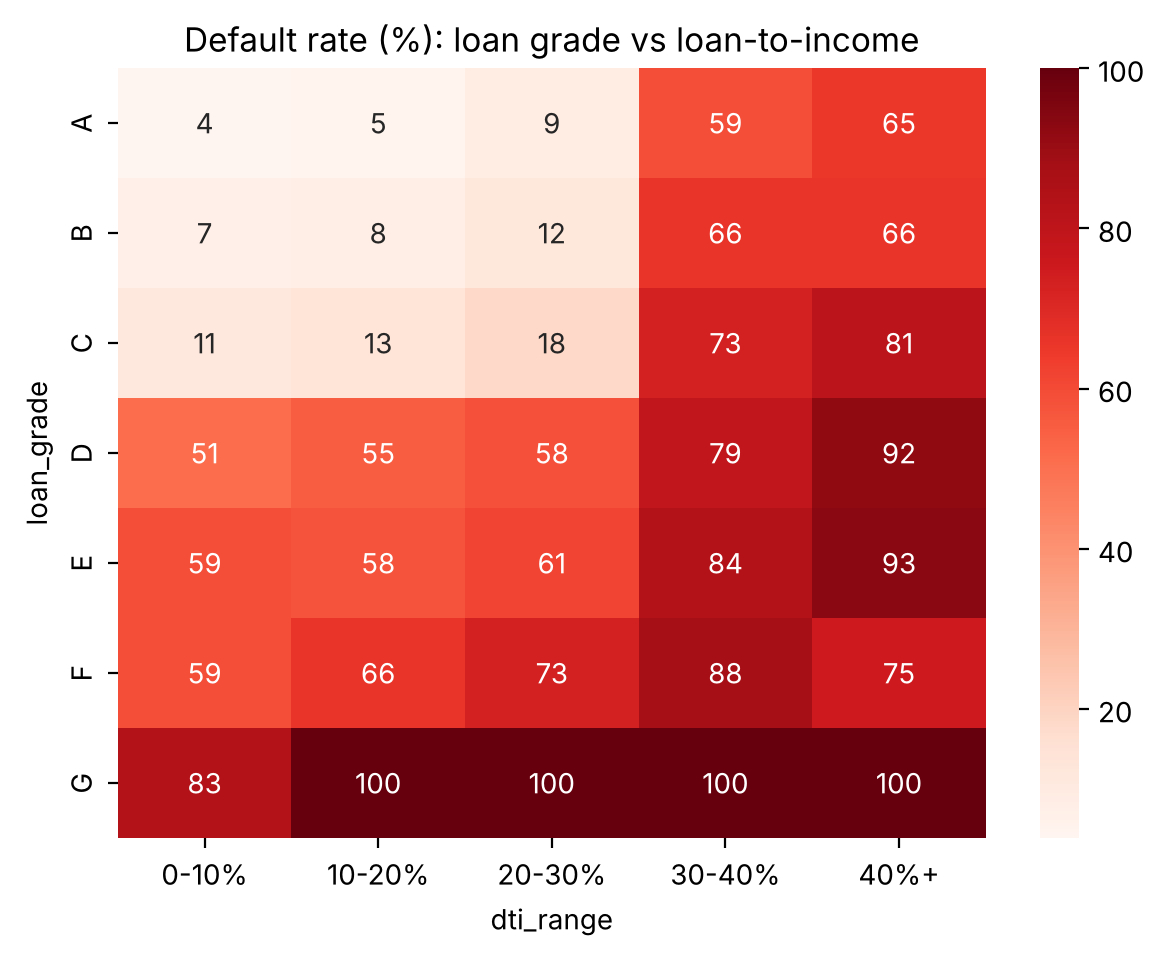 Default rate (%): loan grade vs loan-to-income
A 4 5 9 59 65
B 7 8 12 66 66
C 11 13 18 73 81
D 51 55 58 79 92
E 59 58 61 84 93
F 59 66 73 88 75
G 83 100 100 100 100
0-10% 10-20% 20-30% 30-40% 40%+
dti_range
loan_grade
100
80
60
40
20